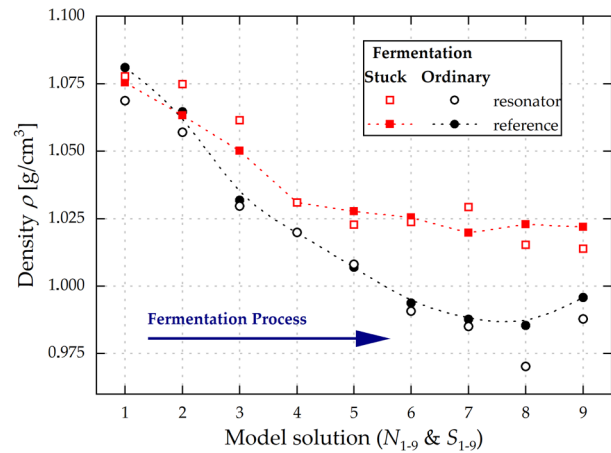 1.100
1.075
1.050
1.025
1.000
0.975
Density ρ [g/cm³]
Fermentation
Stuck Ordinary
resonator
reference
Fermentation Process
1 2 3 4 5 6 7 8 9
Model solution (N₁₋₉ & S₁₋₉)